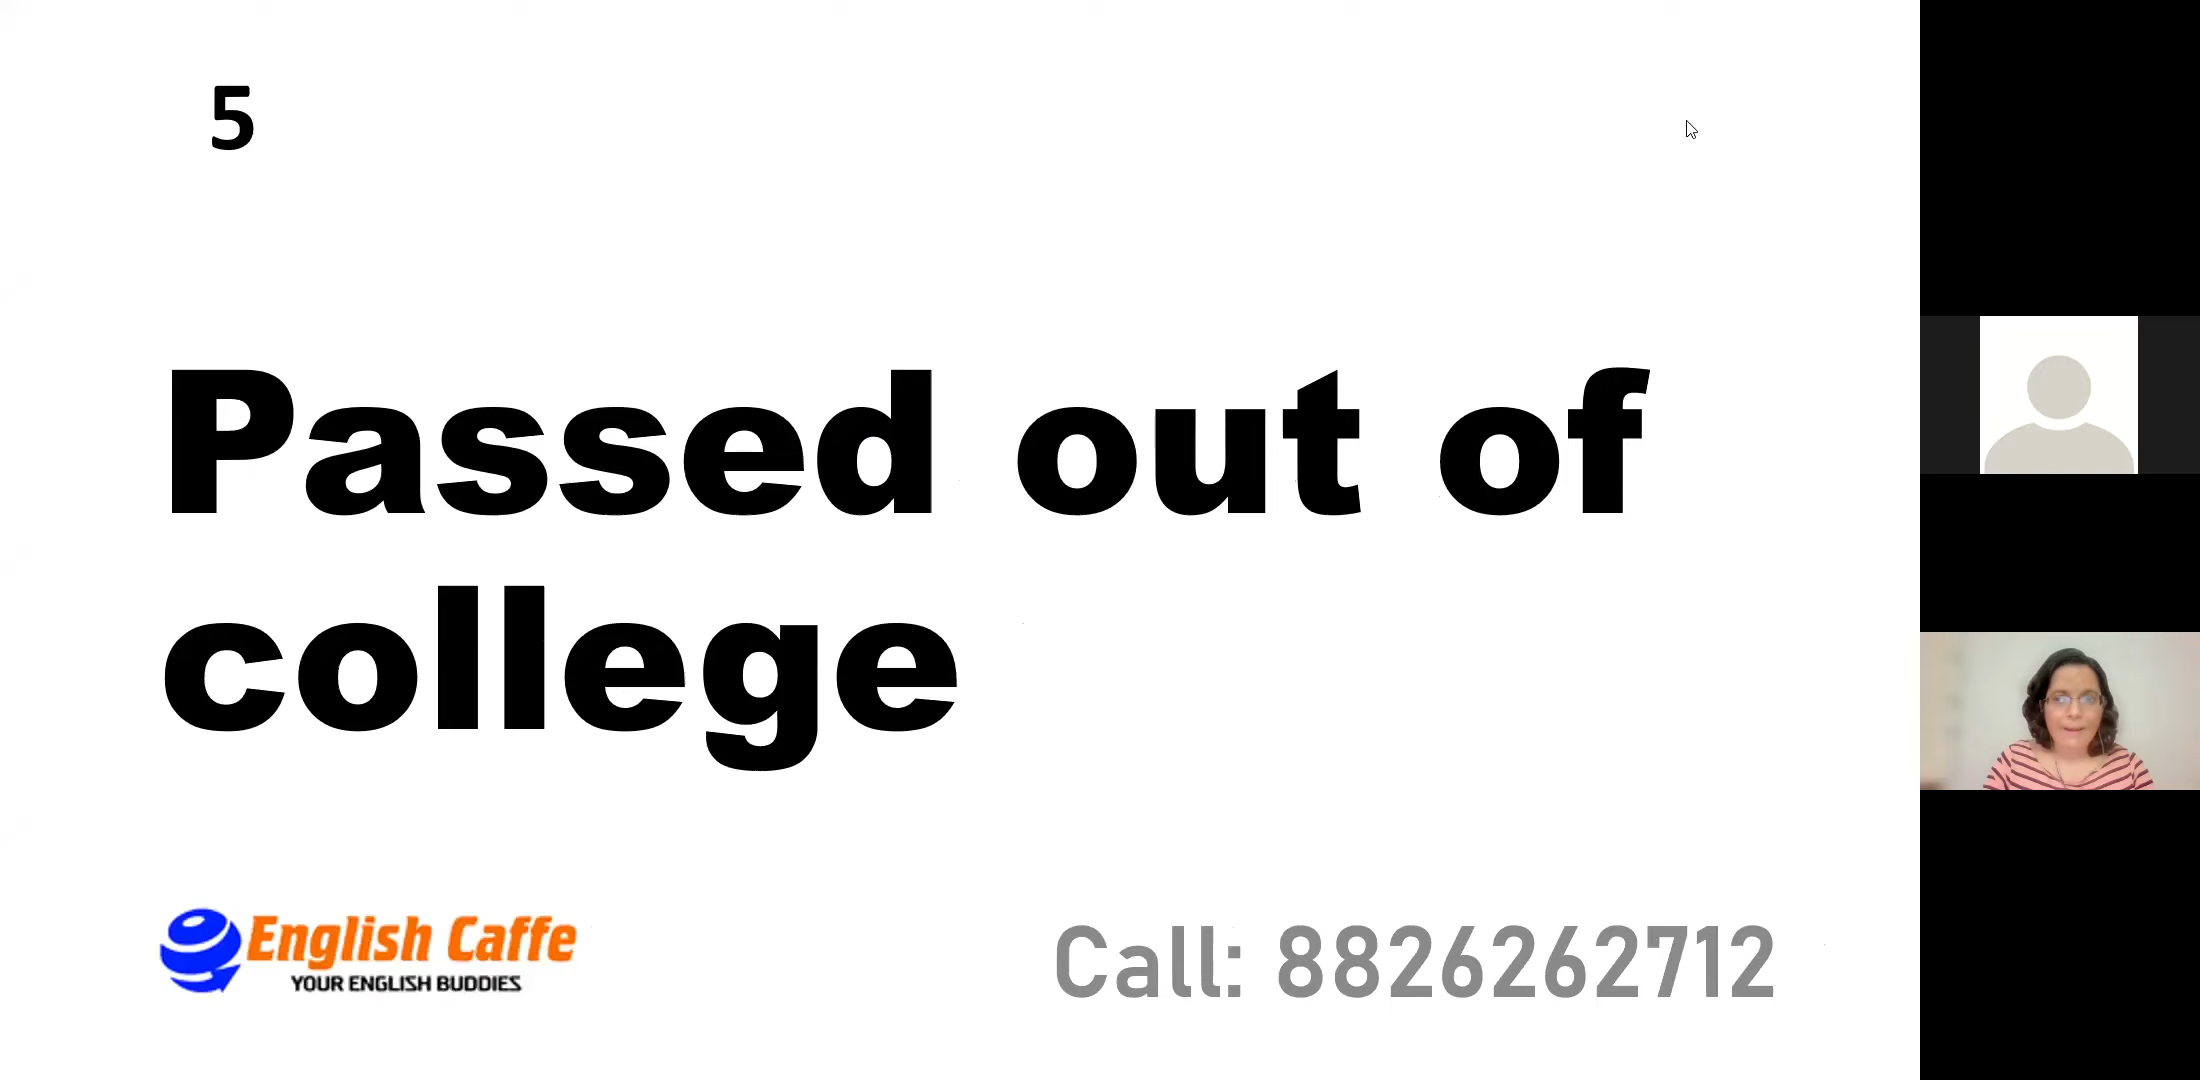 5
Passed out of
college
English Caffe
YOUR ENGLISH BUDDIES
Call: 8826262712